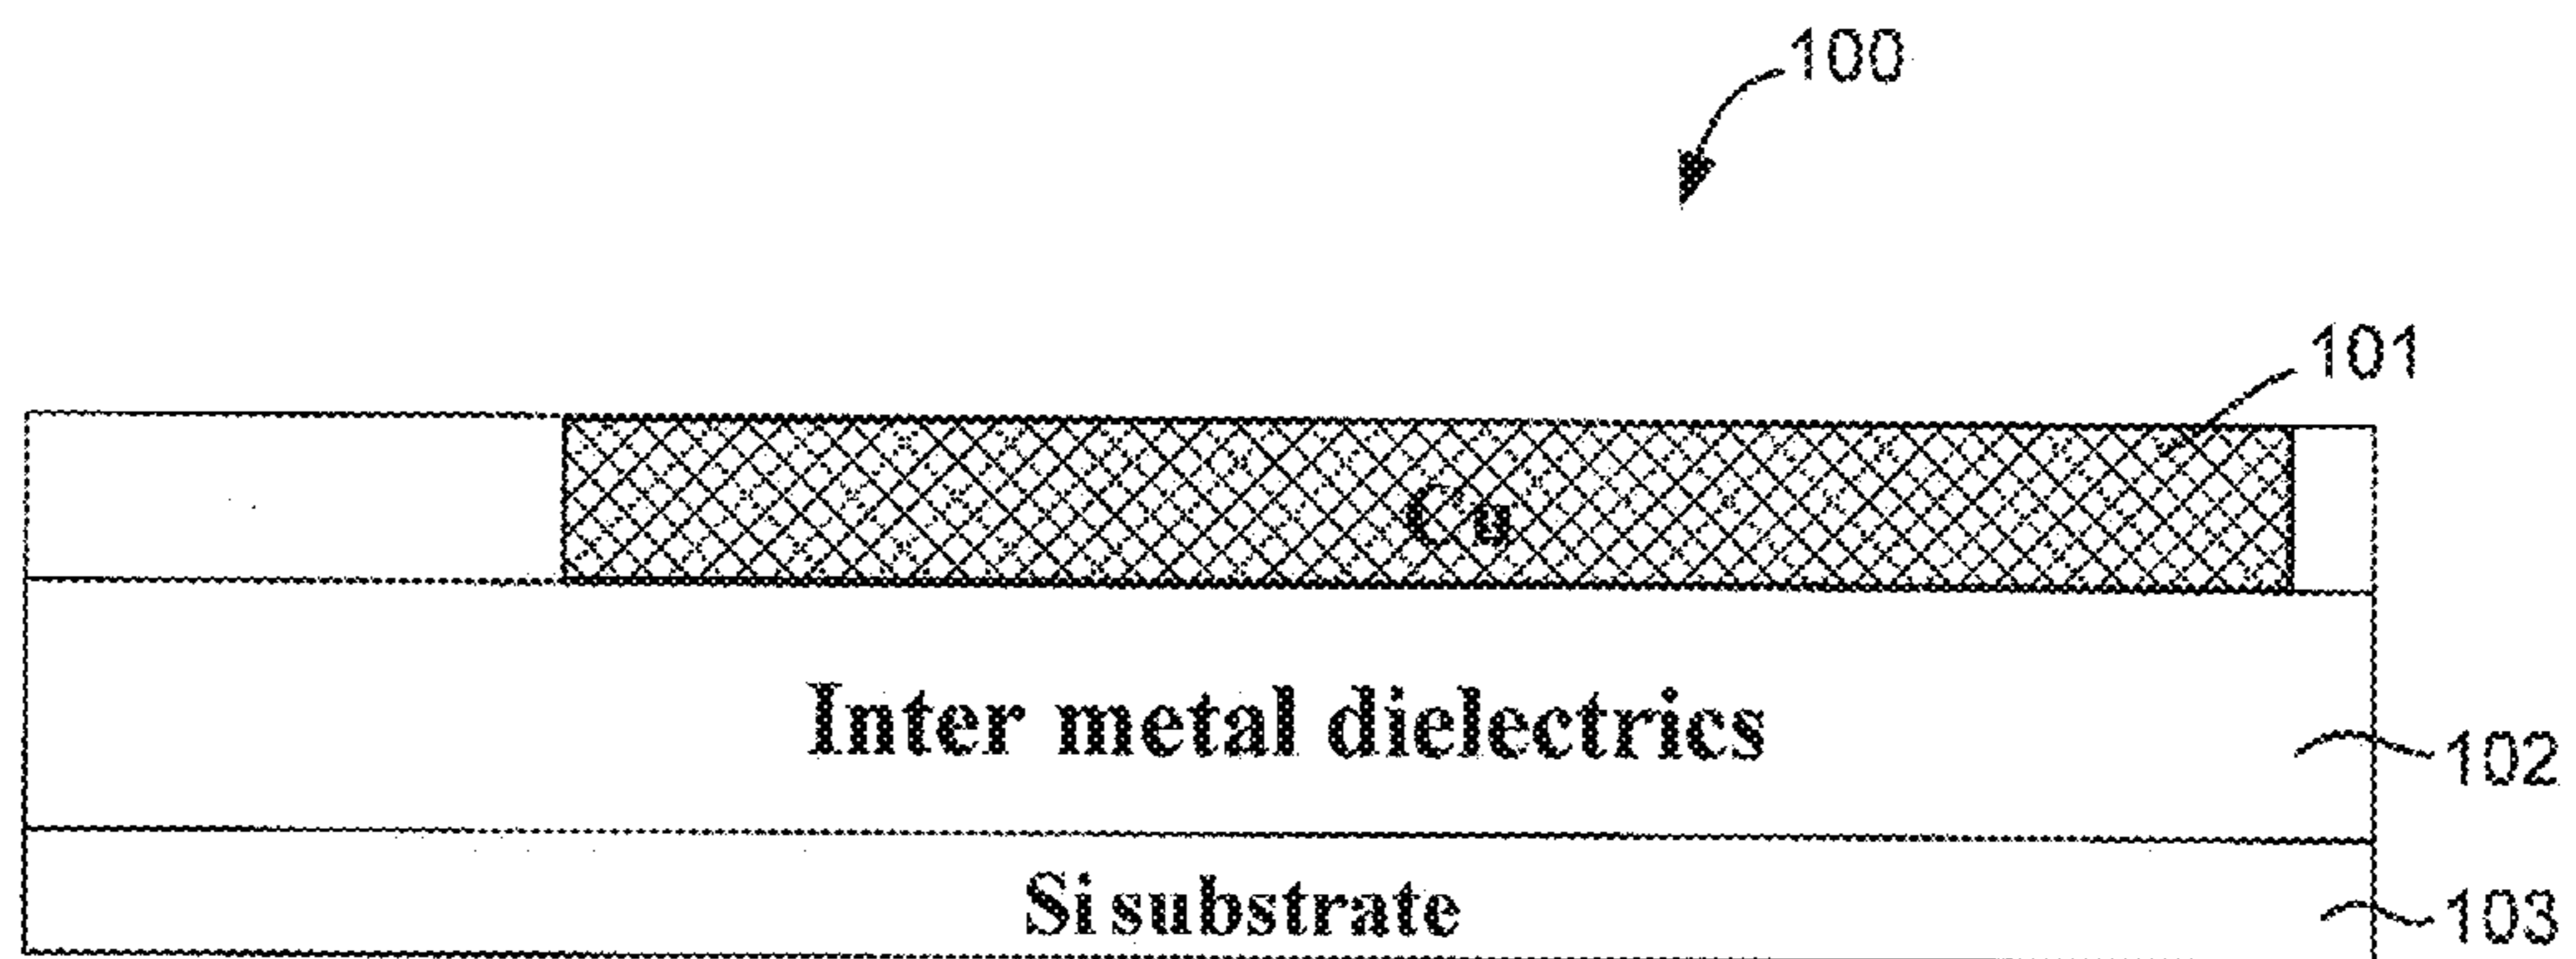 100
101
Cu
Inter metal dielectrics
102
Si substrate
103